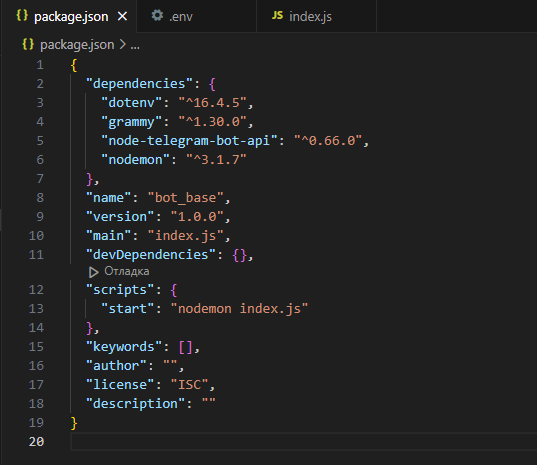 {} package.json ×
.env
JS index.js
{} package.json > ...
1 {
2 "dependencies": {
3 "dotenv": "^16.4.5",
4 "grammy": "^1.30.0",
5 "node-telegram-bot-api": "^0.66.0",
6 "nodemon": "^3.1.7"
7 },
8 "name": "bot_base",
9 "version": "1.0.0",
10 "main": "index.js",
11 "devDependencies": {},
Отладка
12 "scripts": {
13 "start": "nodemon index.js"
14 },
15 "keywords": [],
16 "author": "",
17 "license": "ISC",
18 "description": ""
19 }
20